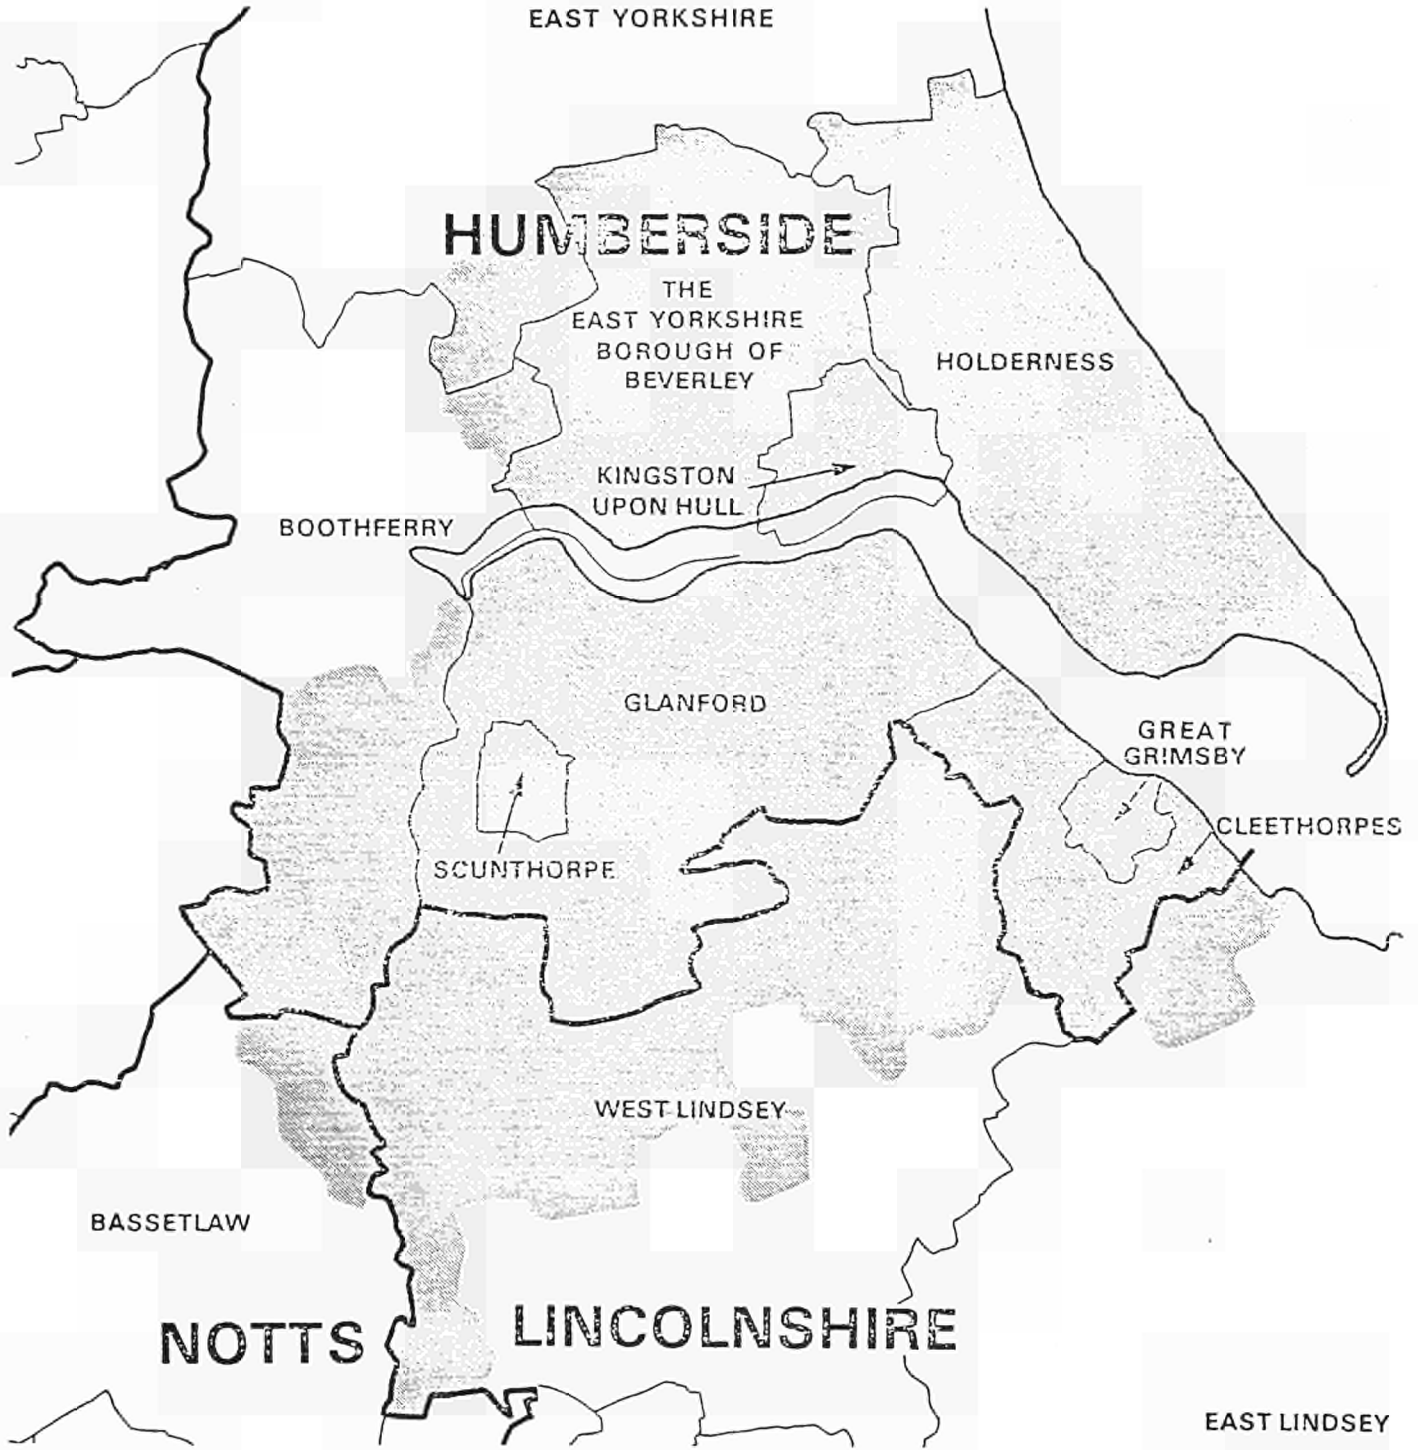 EAST YORKSHIRE
HUMBERSIDE
THE
EAST YORKSHIRE
BOROUGH OF
BEVERLEY
HOLDERNESS
KINGSTON
UPON HULL
BOOTHFERRY
GLANFORD
GREAT
GRIMSBY
CLEETHORPES
SCUNTHORPE
WEST LINDSEY
BASSETLAW
NOTTS
LINCOLNSHIRE
EAST LINDSEY